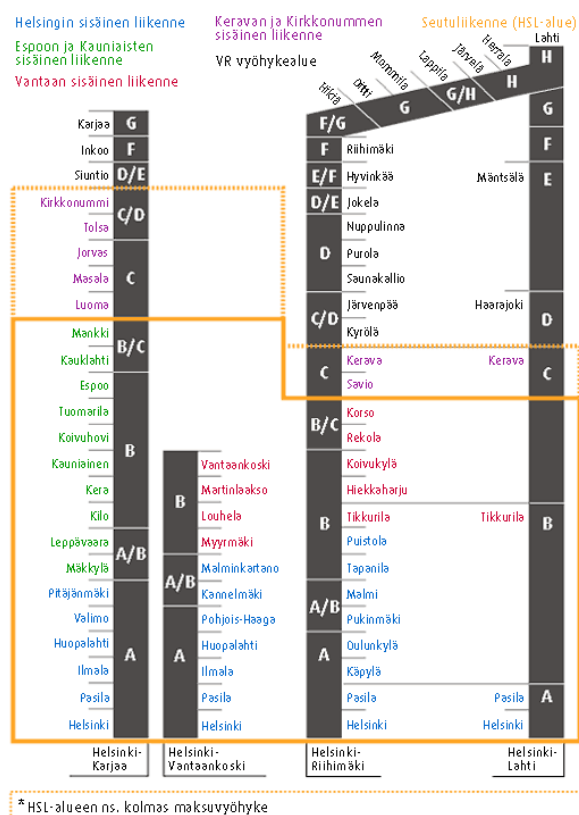 Helsingin sisäinen liikenne
Espoon ja Kauniaisten
sisäinen liikenne
Vantaan sisäinen liikenne
Keravan ja Kirkkonummen
sisäinen liikenne
VR vyöhykealue
Seutuliikenne (HSL-alue)
Karjaa G
Inkoo F
Siuntio D/E
Kirkkonummi C/D
Tolsa
Jorvas
Masala C
Luoma
Mankki B/C
Kauklahti
Espoo
Tuomarila
Koivuhovi
Kauniainen B
Kera
Kilo
Leppävaara A/B
Mäkkylä
Pitäjänmäki
Valimo
Huopalahti A
Ilmala
Pasila
Helsinki
Helsinki-
Karjaa
Vantaankoski
Martinlaakso B
Louhela
Myyrmäki
Malminkartano A/B
Kannelmäki
Pohjois-Haaga
Huopalahti A
Ilmala
Pasila
Helsinki
Helsinki-
Vantaankoski
Hikiä
Oitti
Mommila
Lappila
Järvelä
Herrala
F/G
G
G/H
H
F Riihimäki
E/F Hyvinkää
D/E Jokela
Nuppulinna
D Purola
Saunakallio
C/D Järvenpää
Kyrölä
C Kerava
Savio
B/C Korso
Rekola
Koivukylä
Hiekkaharju
B Tikkurila
Puistola
Tapanila
A/B Malmi
Pukinmäki
A Oulunkylä
Käpylä
Pasila
Helsinki
Helsinki-
Riihimäki
Lahti
H
G
F
Mäntsälä E
Haarajoki D
Kerava C
Tikkurila B
Pasila A
Helsinki
Helsinki-
Lahti
*HSL-alueen ns. kolmas maksuvyöhyke